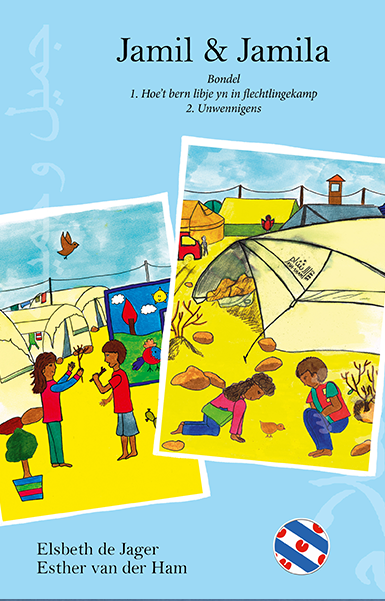 Jamil & Jamila
Bondel
1. Hoe't bern libje yn in flechtlingekamp
2. Unwennigens
Elsbeth de Jager
Esther van der Ham